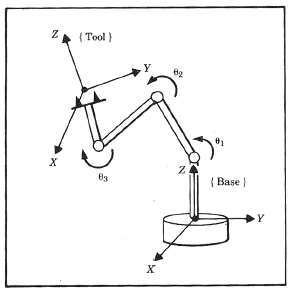 Z { Tool }
Y
θ₂
X
θ₃
θ₁
Z
{ Base }
Y
X